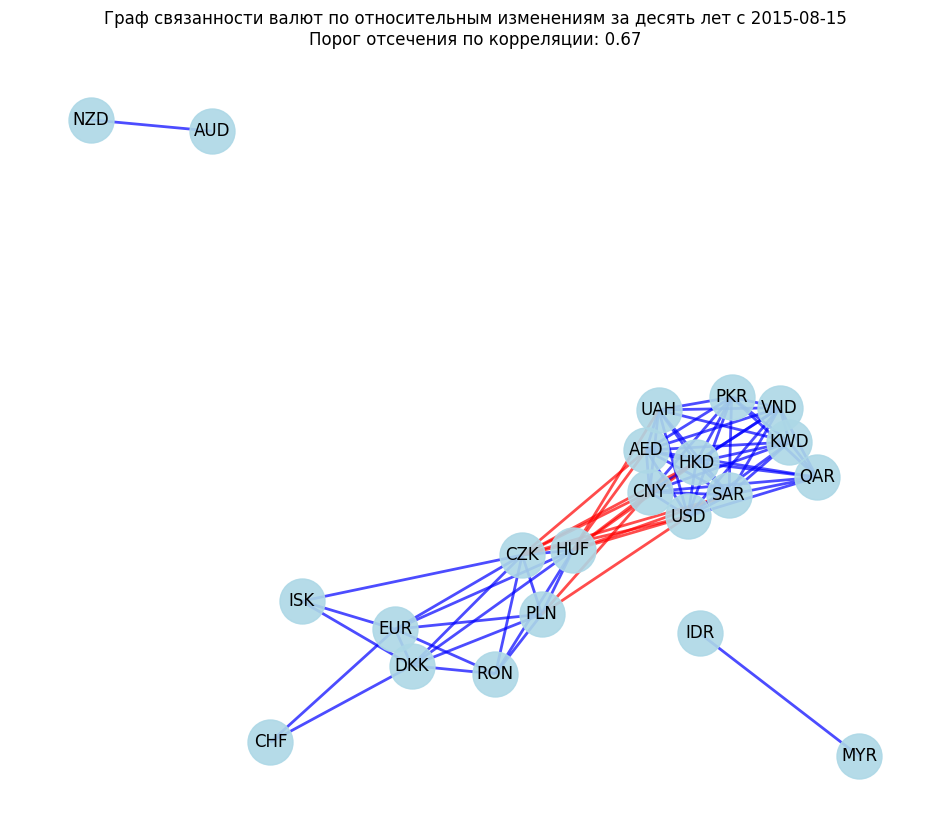 Граф связанности валют по относительным изменениям за десять лет с 2015-08-15
Порог отсечения по корреляции: 0.67
NZD
AUD
PKR
UAH
VND
KWD
AED
HKD
QAR
CNY
SAR
USD
CZK
HUF
ISK
PLN
EUR
IDR
DKK
RON
CHF
MYR